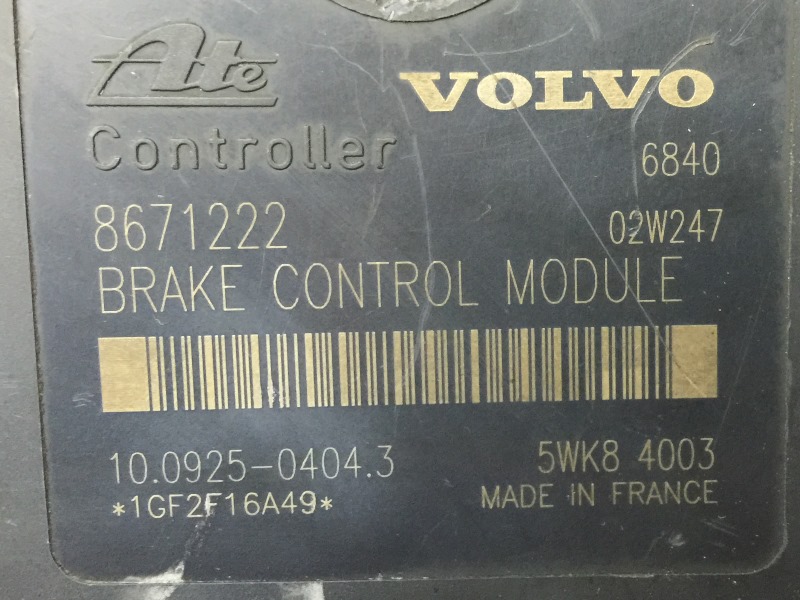 Ate VOLVO
Controller 6840
8671222 02W247
BRAKE CONTROL MODULE
10.0925-0404.3 5WK8 4003
*1GF2F16A49* MADE IN FRANCE